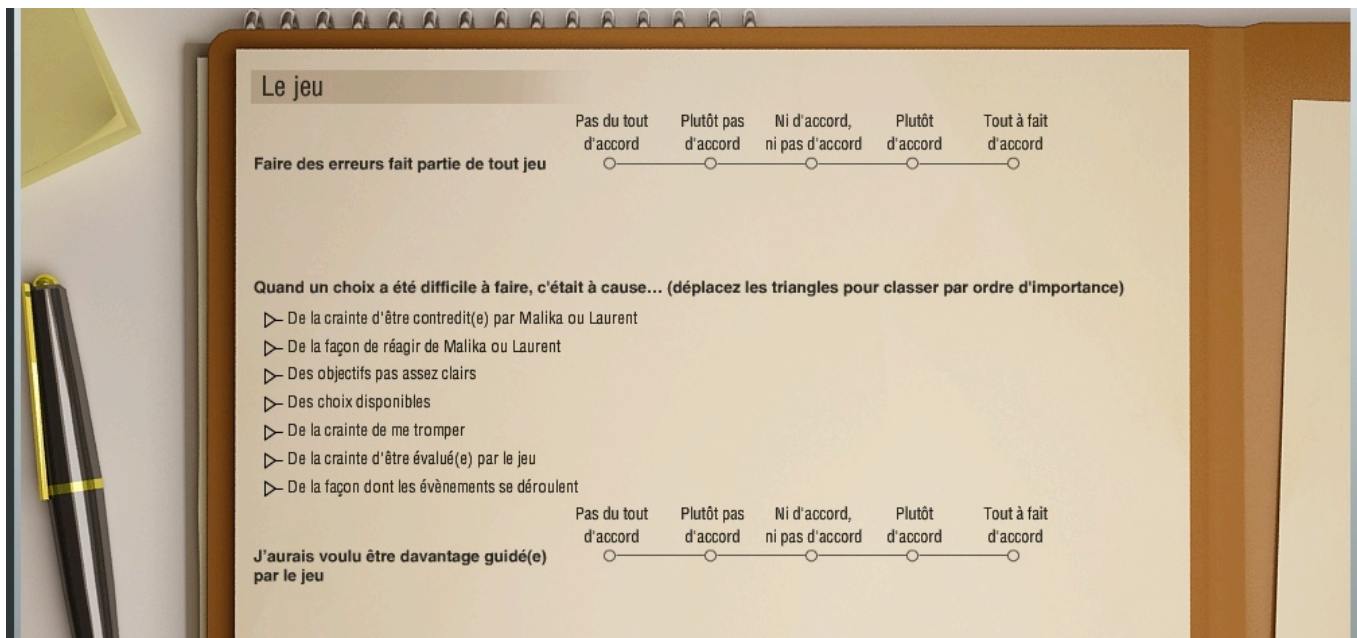 Le jeu
Pas du tout Plutôt pas Ni d'accord, Plutôt Tout à fait
d'accord d'accord ni pas d'accord d'accord d'accord
Faire des erreurs fait partie de tout jeu
Quand un choix a été difficile à faire, c'était à cause... (déplacez les triangles pour classer par ordre d'importance)
De la crainte d'être contredit(e) par Malika ou Laurent
De la façon de réagir de Malika ou Laurent
Des objectifs pas assez clairs
Des choix disponibles
De la crainte de me tromper
De la crainte d'être évalué(e) par le jeu
De la façon dont les évènements se déroulent
Pas du tout Plutôt pas Ni d'accord, Plutôt Tout à fait
d'accord d'accord ni pas d'accord d'accord d'accord
J'aurais voulu être davantage guidé(e)
par le jeu